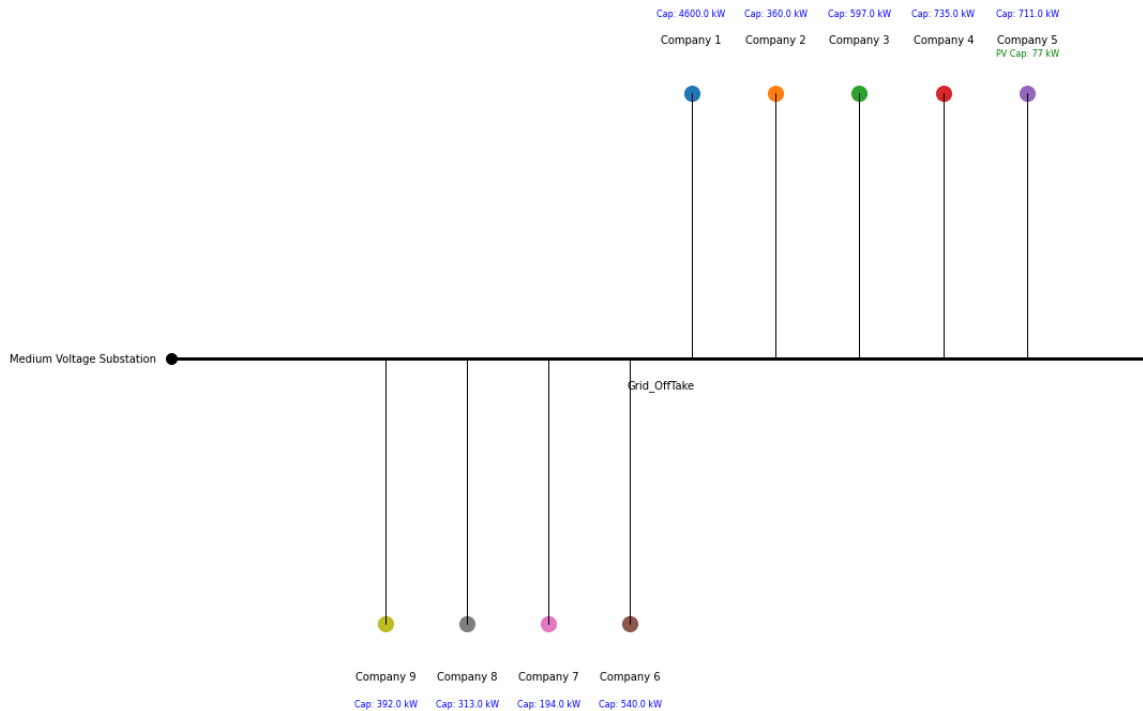 Cap: 4600.0 kW Cap: 360.0 kW Cap: 597.0 kW Cap: 735.0 kW Cap: 711.0 kW
Company 1 Company 2 Company 3 Company 4 Company 5
PV Cap: 77 kW
Medium Voltage Substation
Grid_OffTake
Company 9 Company 8 Company 7 Company 6
Cap: 392.0 kW Cap: 313.0 kW Cap: 194.0 kW Cap: 540.0 kW